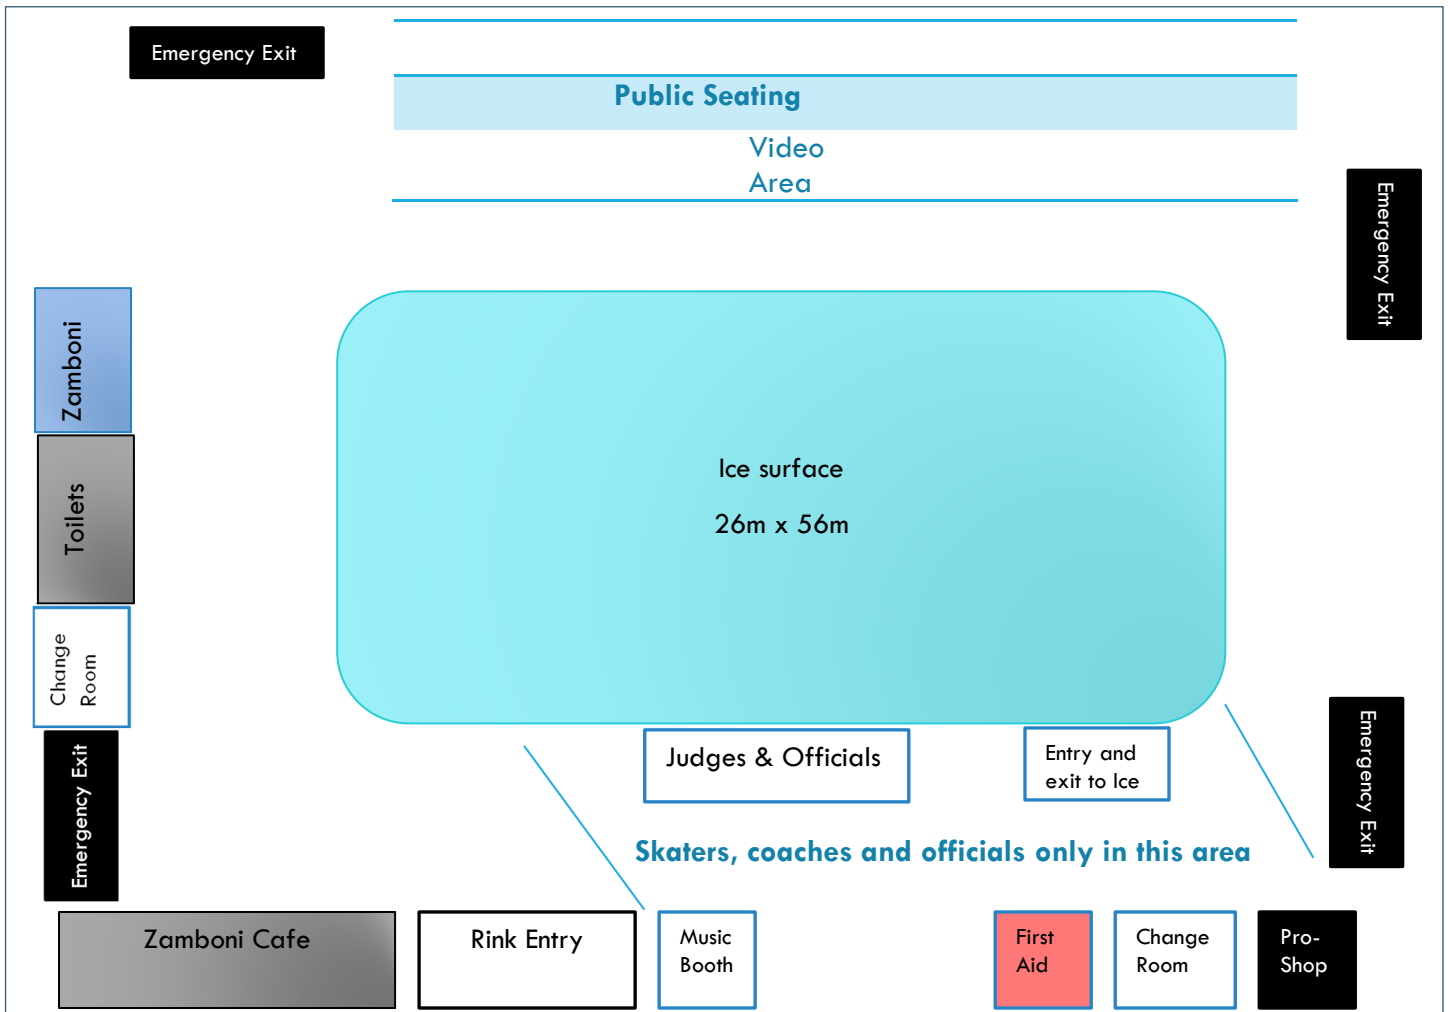 Emergency Exit
Public Seating
Video
Area
Emergency Exit
Zamboni
Ice surface
26m x 56m
Toilets
Change
Room
Emergency Exit
Judges & Officials
Entry and
exit to Ice
Emergency Exit
Skaters, coaches and officials only in this area
Zamboni Cafe
Rink Entry
Music
Booth
First
Aid
Change
Room
Pro-
Shop